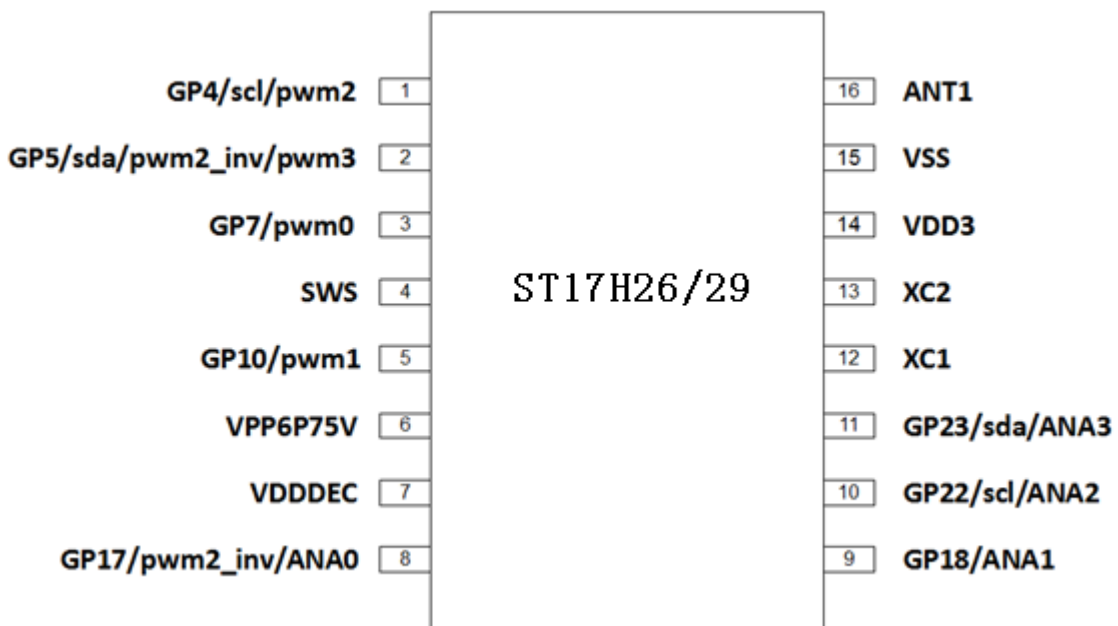 GP4/scl/pwm2 1
GP5/sda/pwm2_inv/pwm3 2
GP7/pwm0 3
SWS 4
GP10/pwm1 5
VPP6P75V 6
VDDDEC 7
GP17/pwm2_inv/ANA0 8
ST17H26/29
16 ANT1
15 VSS
14 VDD3
13 XC2
12 XC1
11 GP23/sda/ANA3
10 GP22/scl/ANA2
9 GP18/ANA1